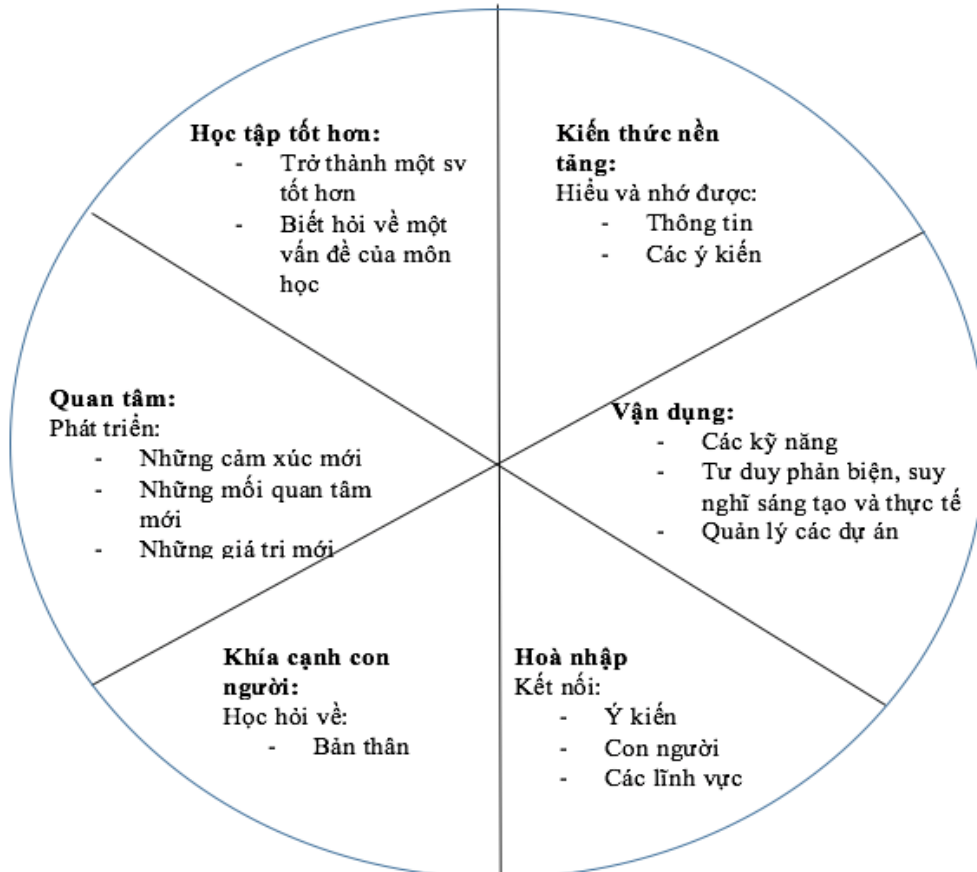 Học tập tốt hơn:
- Trở thành một sv
tốt hơn
- Biết hỏi về một
vấn đề của môn
học
Kiến thức nền
tảng:
Hiểu và nhớ được:
- Thông tin
- Các ý kiến
Quan tâm:
Phát triển:
- Những cảm xúc mới
- Những mối quan tâm
mới
- Những giá trị mới
Vận dụng:
- Các kỹ năng
- Tư duy phản biện, suy
nghĩ sáng tạo và thực tế
- Quản lý các dự án
Khía cạnh con
người:
Học hỏi về:
- Bản thân
Hoà nhập
Kết nối:
- Ý kiến
- Con người
- Các lĩnh vực